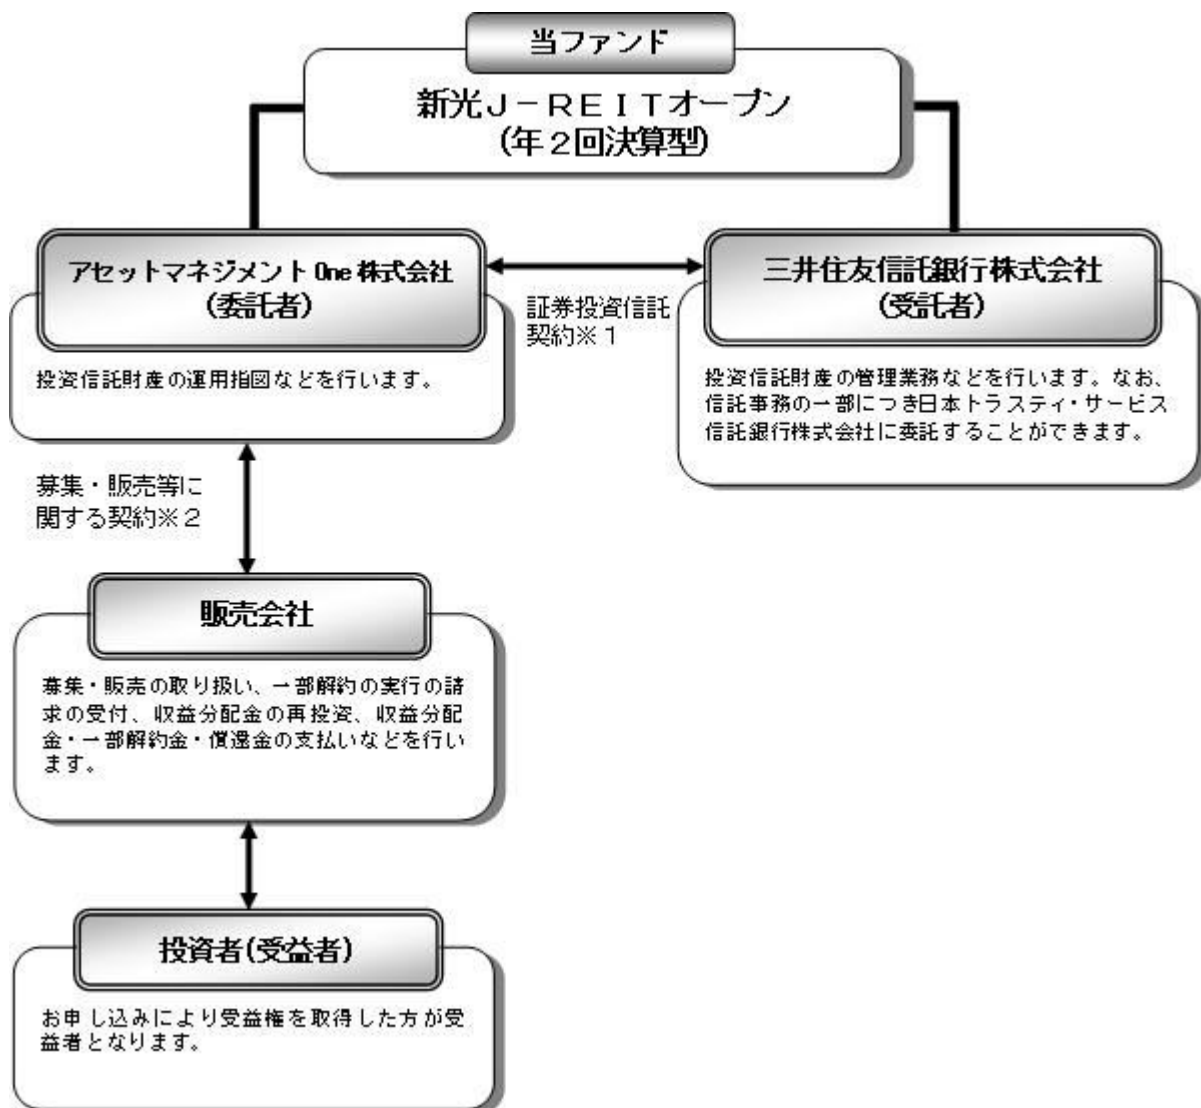 当ファンド
新光J－REITオープン
(年2回決算型)
アセットマネジメントOne株式会社
(委託者)
三井住友信託銀行株式会社
(受託者)
証券投資信託
契約※1
投資信託財産の運用指図などを行います。
投資信託財産の管理業務などを行います。なお、
信託事務の一部につき日本トラスティ・サービス
信託銀行株式会社に委託することができます。
募集・販売等に
関する契約※2
販売会社
募集・販売の取り扱い、一部解約の実行の請
求の受付、収益分配金の再投資、収益分配
金・一部解約金・償還金の支払いなどを行い
ます。
投資者(受益者)
お申し込みにより受益権を取得した方が受
益者となります。